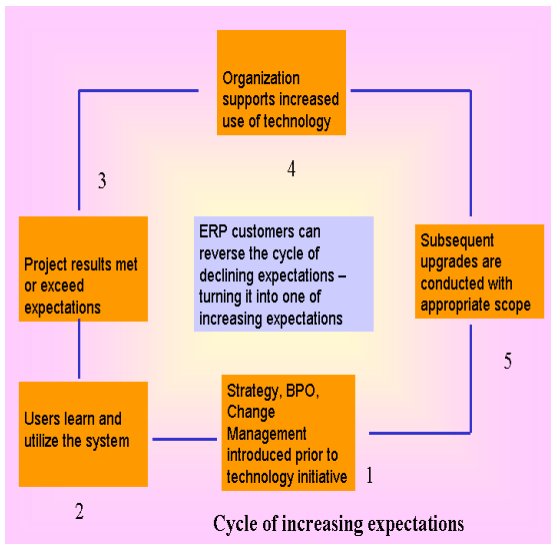 Organization
supports increased
use of technology
4
3
Project results met
or exceed
expectations
ERP customers can
reverse the cycle of
declining expectations –
turning it into one of
increasing expectations
Subsequent
upgrades are
conducted with
appropriate scope
5
Users learn and
utilize the system
2
Strategy, BPO,
Change
Management
introduced prior to
technology initiative
1
Cycle of increasing expectations